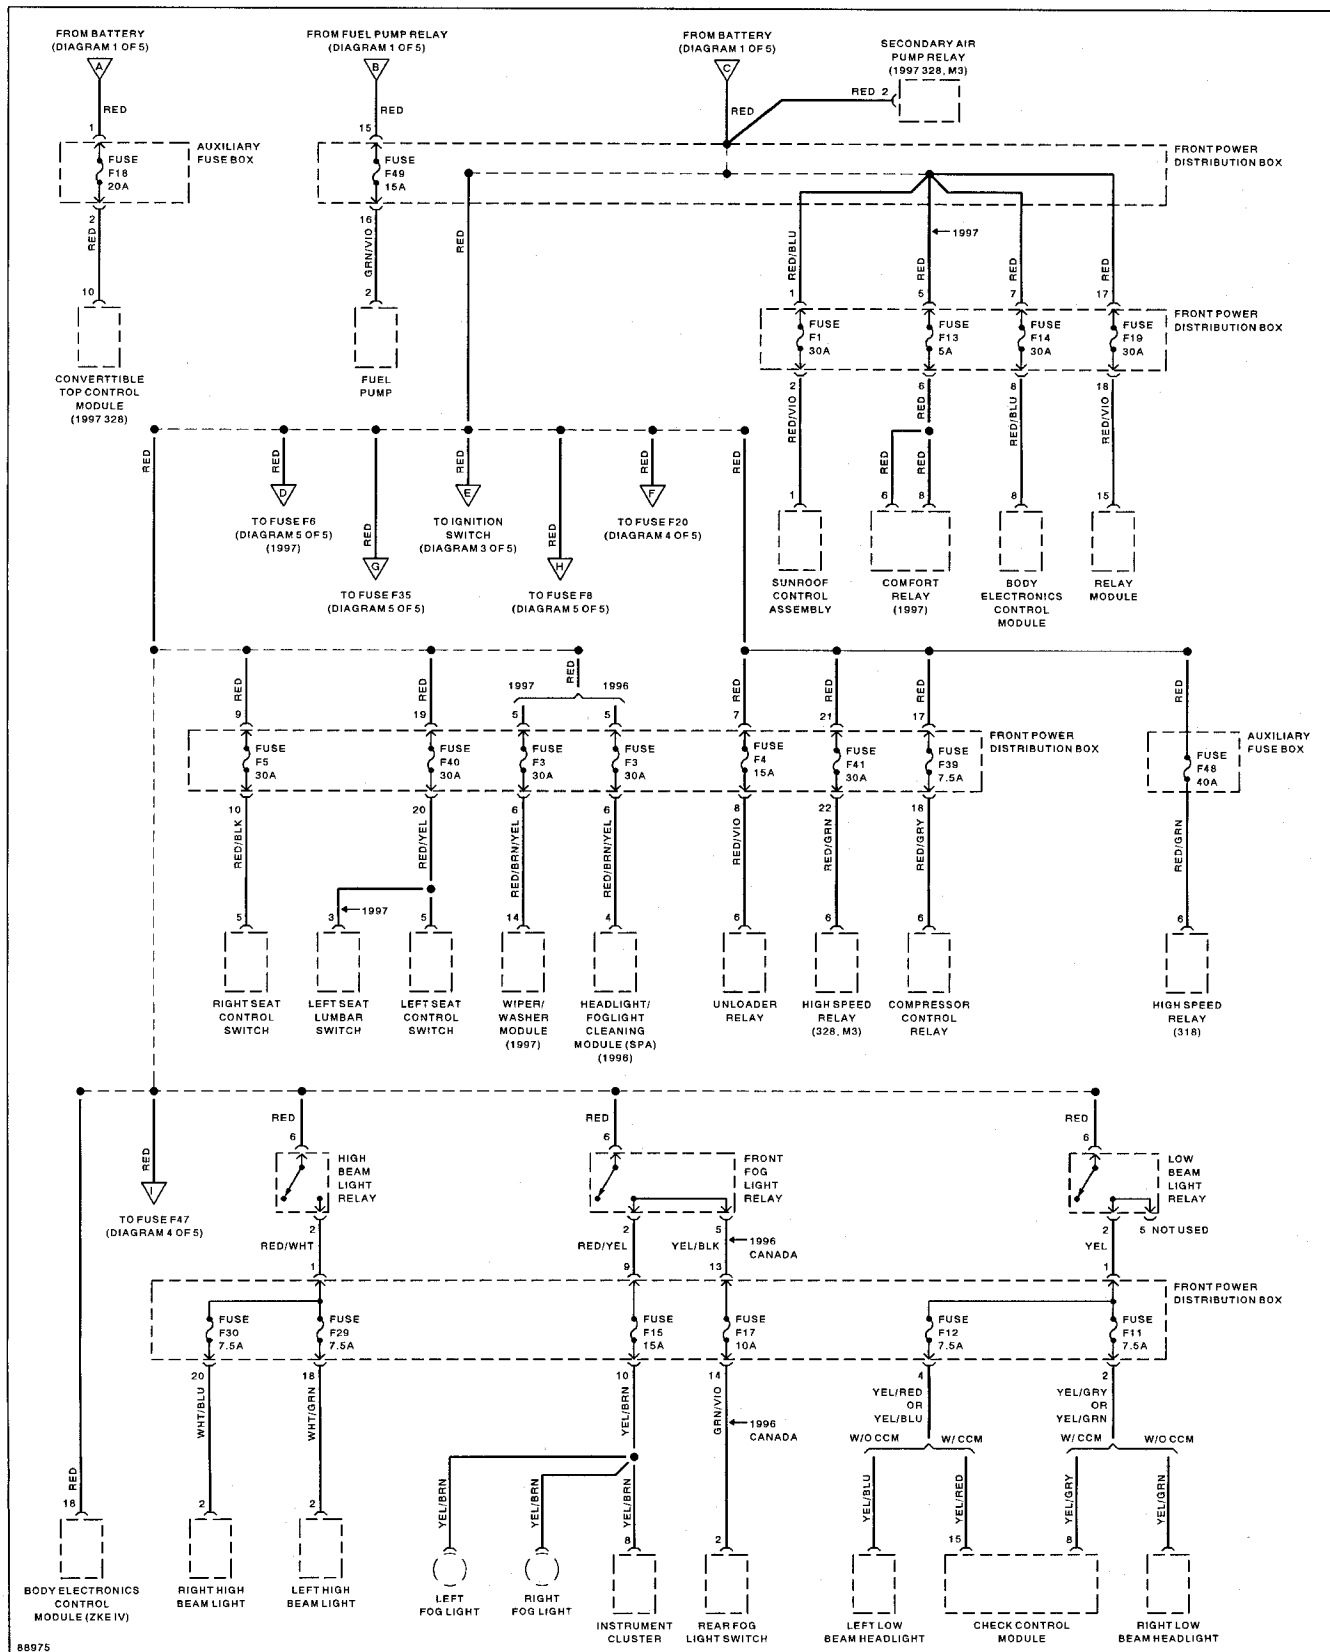 FROM BATTERY
(DIAGRAM 1 OF 5)
A
RED
1
AUXILIARY
FUSE BOX
FUSE
F18
20A
2
RED
10
CONVERTTIBLE
TOP CONTROL
MODULE
(1997 328)
FROM FUEL PUMP RELAY
(DIAGRAM 1 OF 5)
B
RED
15
FUSE
F49
15A
16
GRN/VIO
2
FUEL
PUMP
FROM BATTERY
(DIAGRAM 1 OF 5)
C
RED
RED 2
SECONDARY AIR
PUMP RELAY
(1997 328, M3)
FRONT POWER
DISTRIBUTION BOX
RED
RED/BLU
RED
1997
RED
RED
1
5
7
17
FRONT POWER
DISTRIBUTION BOX
FUSE
F1
30A
FUSE
F13
5A
FUSE
F14
30A
FUSE
F19
30A
2
6
8
18
RED/VIO
RED
RED/BLU
RED/VIO
RED
RED
1
6
8
8
15
SUNROOF
CONTROL
ASSEMBLY
COMFORT
RELAY
(1997)
BODY
ELECTRONICS
CONTROL
MODULE
RELAY
MODULE
RED
RED
RED
RED
RED
RED
RED
D
E
F
TO FUSE F6
(DIAGRAM 5 OF 5)
(1997)
TO IGNITION
SWITCH
(DIAGRAM 3 OF 5)
TO FUSE F20
(DIAGRAM 4 OF 5)
G
H
TO FUSE F35
(DIAGRAM 5 OF 5)
TO FUSE F8
(DIAGRAM 5 OF 5)
RED
RED
RED
1997
1996
RED
RED
RED
RED
9
19
5
5
7
21
17
FUSE
F5
30A
FUSE
F40
30A
FUSE
F3
30A
FUSE
F3
30A
FUSE
F4
15A
FUSE
F41
30A
FUSE
F39
7.5A
FRONT POWER
DISTRIBUTION BOX
FUSE
F48
40A
AUXILIARY
FUSE BOX
10
20
6
6
8
22
18
RED/BLK
RED/YEL
RED/BRN/YEL
RED/BRN/YEL
RED/VIO
RED/GRN
RED/GRY
RED/GRN
1997
5
3
5
14
4
6
6
6
6
RIGHT SEAT
CONTROL
SWITCH
LEFT SEAT
LUMBAR
SWITCH
LEFT SEAT
CONTROL
SWITCH
WIPER/
WASHER
MODULE
(1997)
HEADLIGHT/
FOGLIGHT
CLEANING
MODULE (SPA)
(1996)
UNLOADER
RELAY
HIGH SPEED
RELAY
(328, M3)
COMPRESSOR
CONTROL
RELAY
HIGH SPEED
RELAY
(318)
RED
RED
RED
RED
6
6
6
I
TO FUSE F47
(DIAGRAM 4 OF 5)
HIGH
BEAM
LIGHT
RELAY
FRONT
FOG
LIGHT
RELAY
LOW
BEAM
LIGHT
RELAY
2
2
5
2
5 NOT USED
RED/WHT
RED/YEL
YEL/BLK
1996
CANADA
YEL
1
9
13
1
FRONT POWER
DISTRIBUTION BOX
FUSE
F30
7.5A
FUSE
F29
7.5A
FUSE
F15
15A
FUSE
F17
10A
FUSE
F12
7.5A
FUSE
F11
7.5A
20
18
10
14
4
2
WHT/BLU
WHT/GRN
YEL/BRN
GRN/VIO
1996
CANADA
YEL/RED
OR
YEL/BLU
YEL/GRY
OR
YEL/GRN
W/O CCM
W/ CCM
W/ CCM
W/O CCM
RED
YEL/BRN
YEL/BRN
YEL/BRN
YEL/BLU
YEL/RED
YEL/GRY
YEL/GRN
18
2
2
8
2
15
8
BODY ELECTRONICS
CONTROL
MODULE (ZKE IV)
RIGHT HIGH
BEAM LIGHT
LEFT HIGH
BEAM LIGHT
LEFT
FOG LIGHT
RIGHT
FOG LIGHT
INSTRUMENT
CLUSTER
REAR FOG
LIGHT SWITCH
LEFT LOW
BEAM HEADLIGHT
CHECK CONTROL
MODULE
RIGHT LOW
BEAM HEADLIGHT
88975